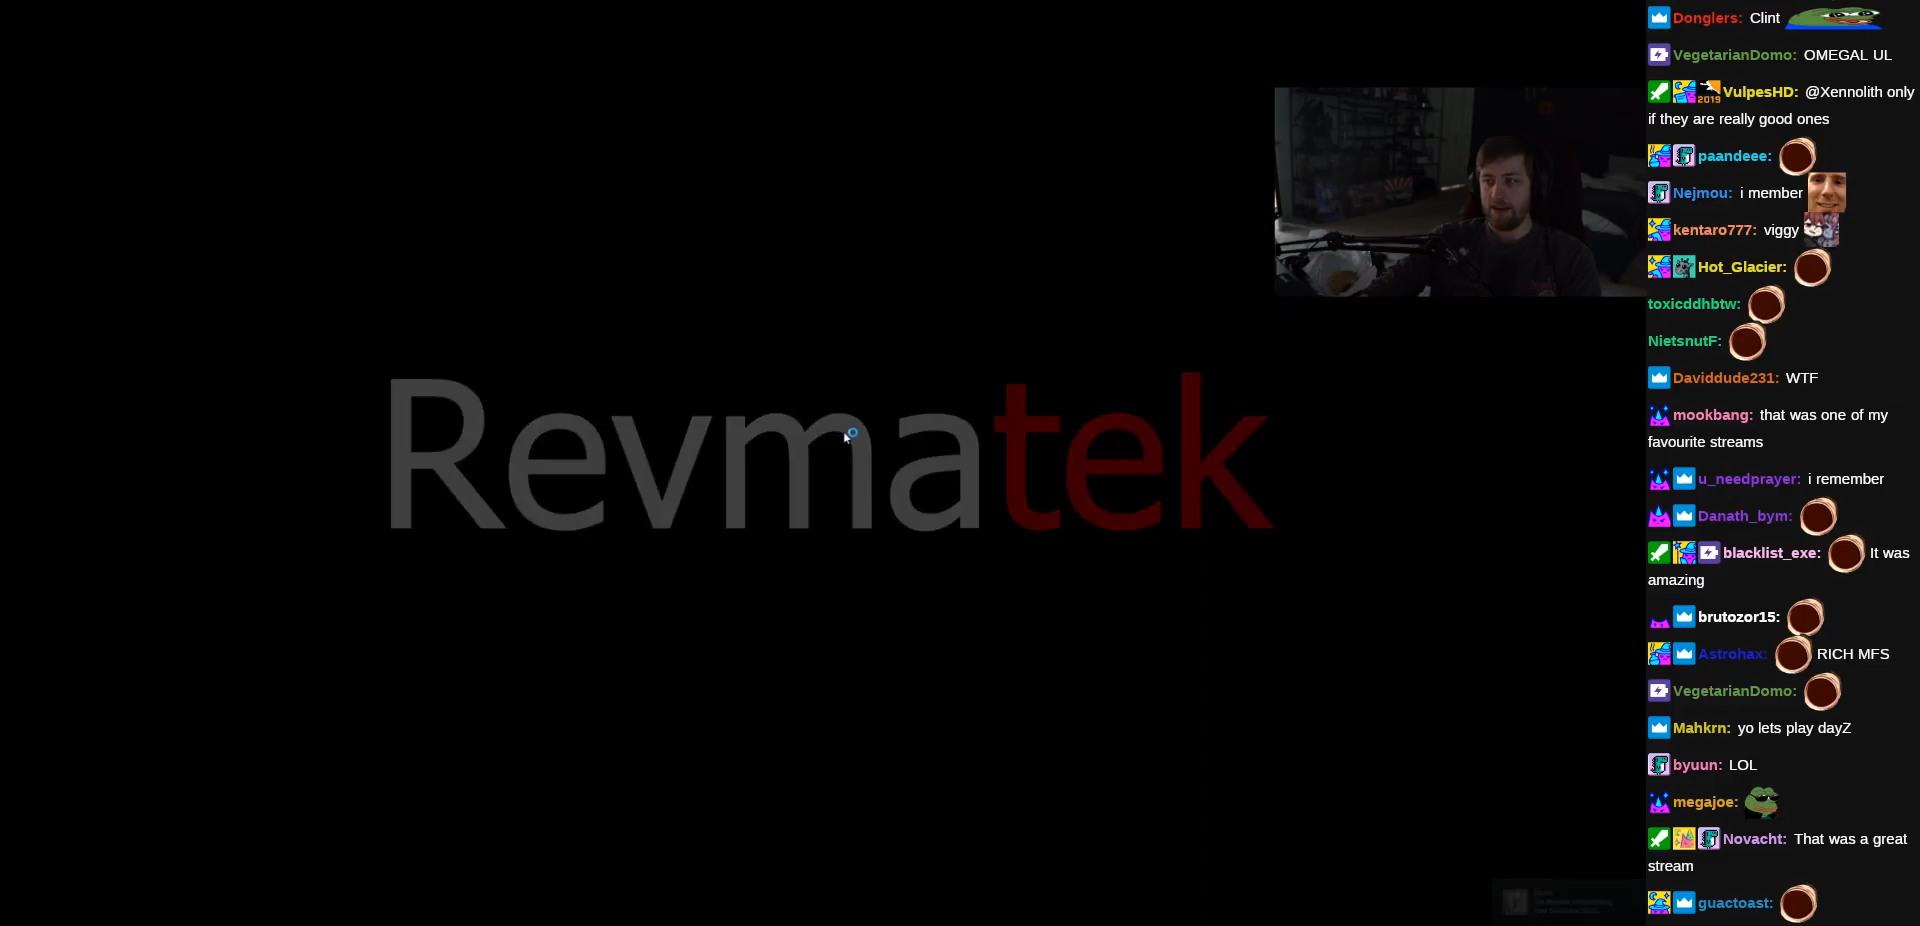 Revmatek
Donglers: Clint
VegetarianDomo: OMEGAL UL
2019 VulpesHD: @Xennolith only
if they are really good ones
paandeee:
Nejmou: i member
kentaro777: viggy
Hot_Glacier:
toxicddhbtw:
NietsnutF:
Daviddude231: WTF
mookbang: that was one of my
favourite streams
u_needprayer: i remember
Danath_bym:
blacklist_exe: It was
amazing
brutozor15:
Astrohax: RICH MFS
VegetarianDomo:
Mahkrn: yo lets play dayZ
byuun: LOL
megajoe:
Novacht: That was a great
stream
guactoast: